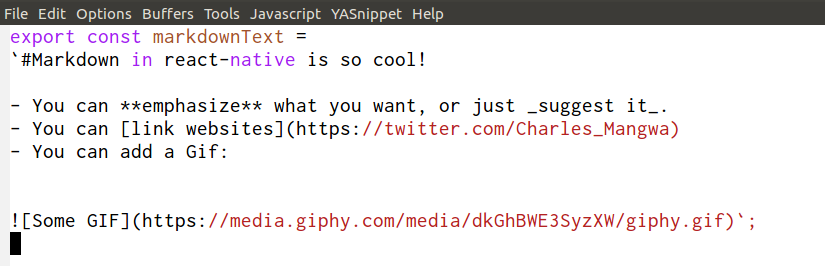 File Edit Options Buffers Tools Javascript YASnippet Help
export const markdownText =
`#Markdown in react-native is so cool!
- You can **emphasize** what you want, or just _suggest it_.
- You can [link websites](https://twitter.com/Charles_Mangwa)
- You can add a Gif:
![Some GIF](https://media.giphy.com/media/dkGhBWE3SyzXW/giphy.gif)`;